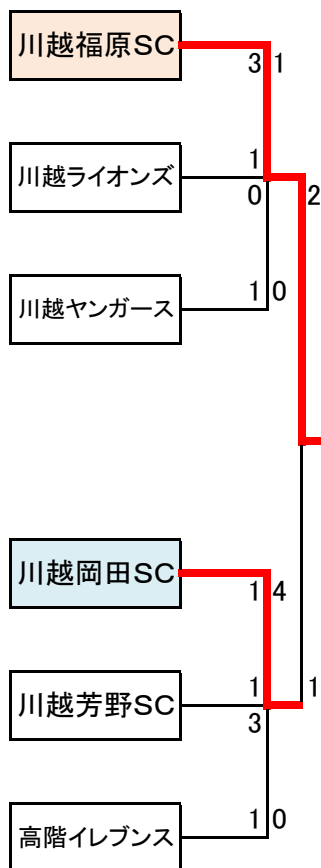 川越福原SC
3 1
川越ライオンズ
1
0
2
川越ヤンガース
1 0
川越岡田SC
1 4
川越芳野SC
1
3
1
高階イレブンス
1 0